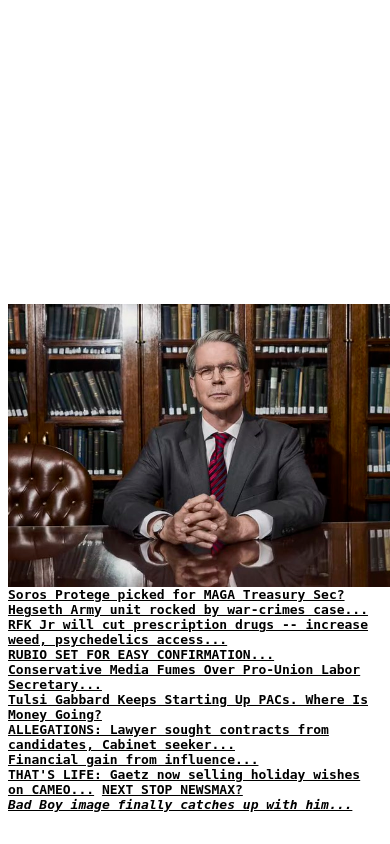 Soros Protege picked for MAGA Treasury Sec?
Hegseth Army unit rocked by war-crimes case...
RFK Jr will cut prescription drugs -- increase
weed, psychedelics access...
RUBIO SET FOR EASY CONFIRMATION...
Conservative Media Fumes Over Pro-Union Labor
Secretary...
Tulsi Gabbard Keeps Starting Up PACs. Where Is
Money Going?
ALLEGATIONS: Lawyer sought contracts from
candidates, Cabinet seeker...
Financial gain from influence...
THAT'S LIFE: Gaetz now selling holiday wishes
on CAMEO... NEXT STOP NEWSMAX?
Bad Boy image finally catches up with him...